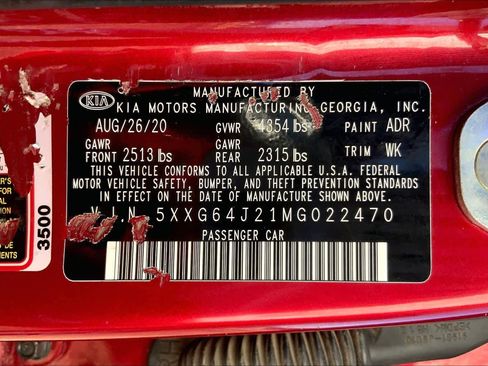 MANUFACTURED BY
KIA KIA MOTORS MANUFACTURING GEORGIA, INC.
AUG/26/20 GVWR 4354 lbs PAINT ADR
GAWR GAWR
FRONT 2513 lbs REAR 2315 lbs TRIM WK
THIS VEHICLE CONFORMS TO ALL APPLICABLE U.S.A. FEDERAL
MOTOR VEHICLE SAFETY, BUMPER, AND THEFT PREVENTION STANDARDS
IN EFFECT ON THE DATE OF MANUFACTURE SHOWN ABOVE.
V.I.N. 5XXG64J21MG022470
PASSENGER CAR
3500